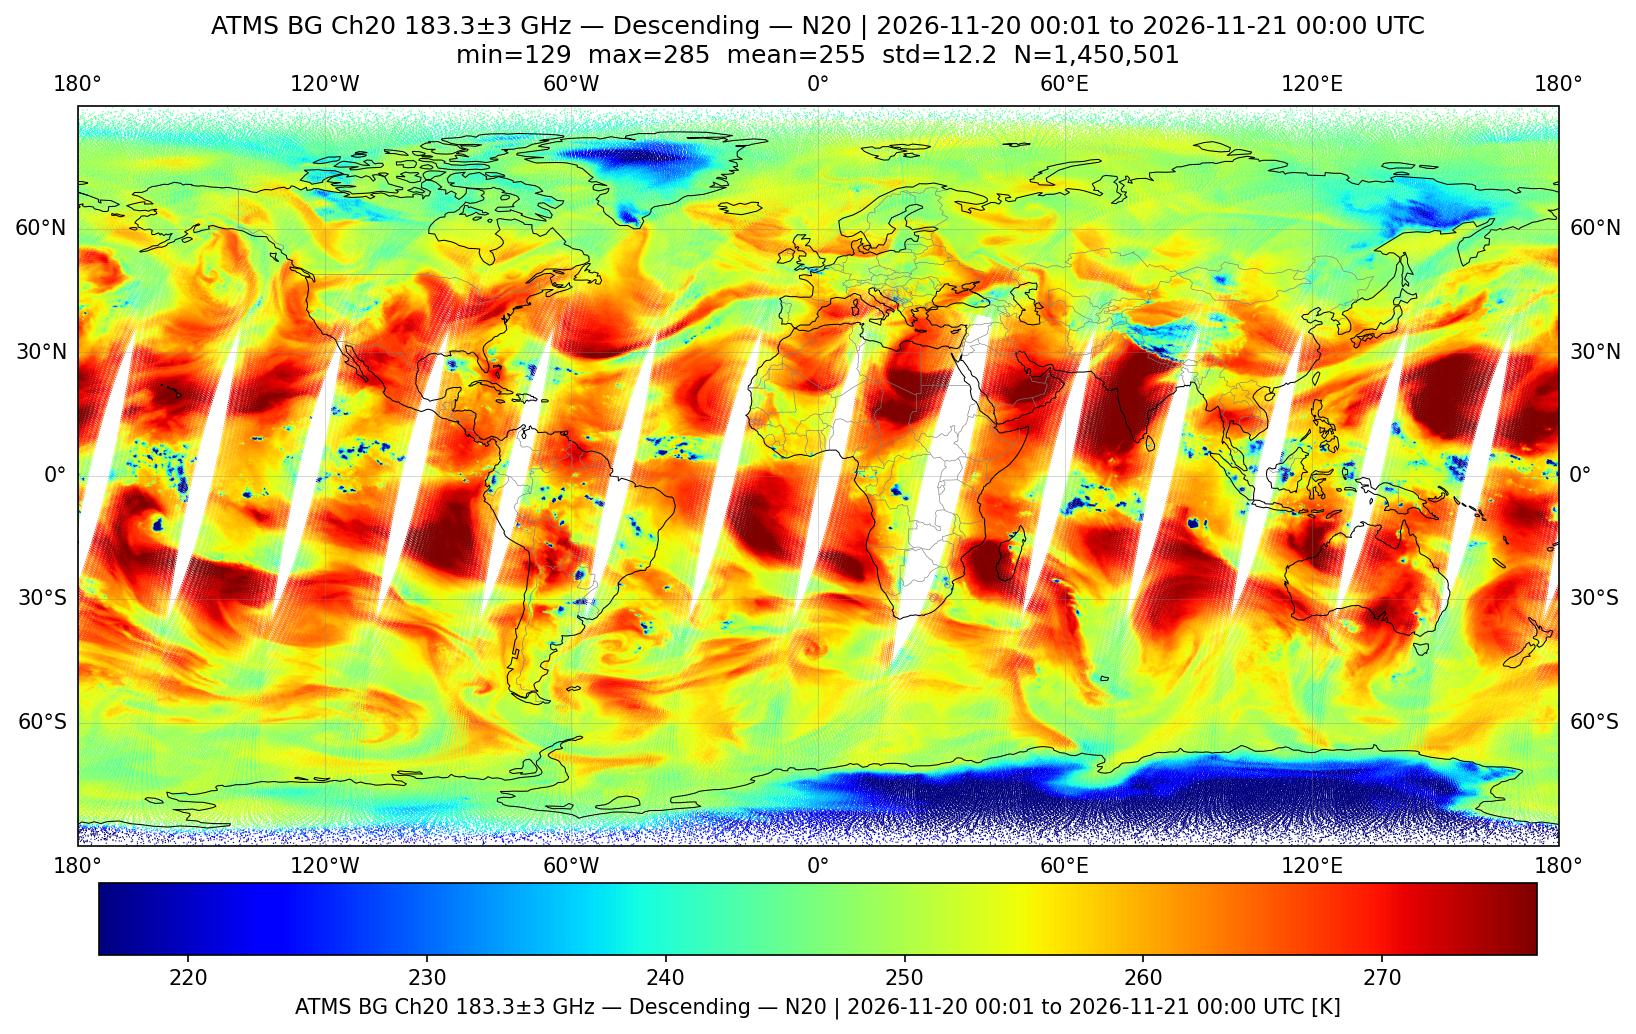 ATMS BG Ch20 183.3±3 GHz — Descending — N20 | 2026-11-20 00:01 to 2026-11-21 00:00 UTC
min=129 max=285 mean=255 std=12.2 N=1,450,501
180° 120°W 60°W 0° 60°E 120°E 180°
60°N 60°N
30°N 30°N
0° 0°
30°S 30°S
60°S 60°S
180° 120°W 60°W 0° 60°E 120°E 180°
220 230 240 250 260 270
ATMS BG Ch20 183.3±3 GHz — Descending — N20 | 2026-11-20 00:01 to 2026-11-21 00:00 UTC [K]